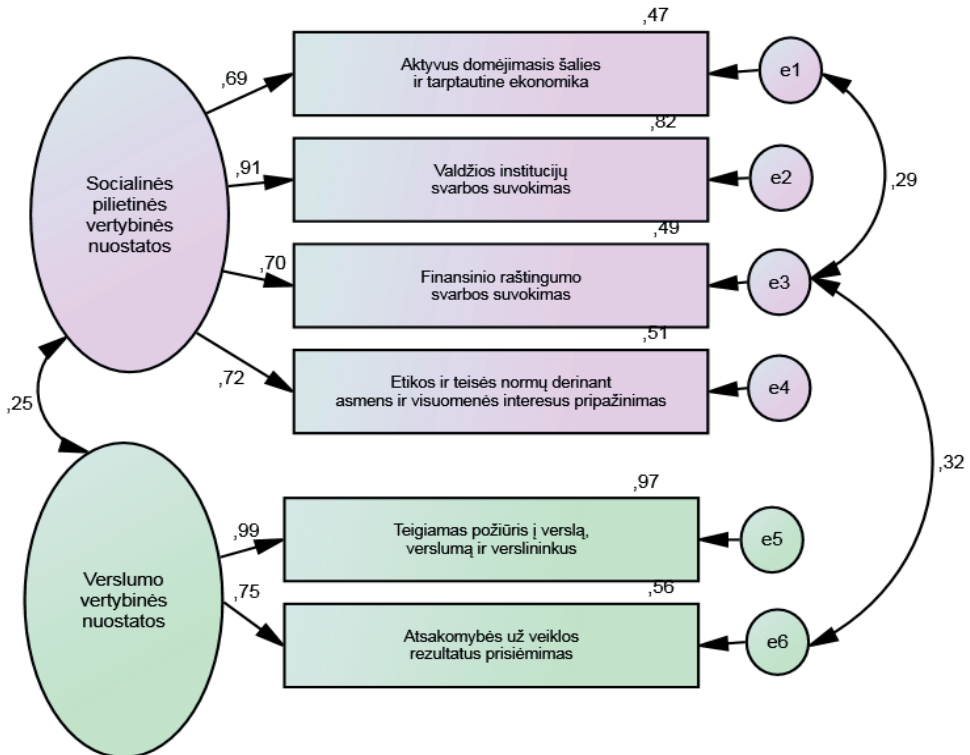 ,47
Aktyvus domėjimasis šalies
ir tarptautine ekonomika
e1
,69
,82
Valdžios institucijų
svarbos suvokimas
e2
,91
Socialinės
pilietinės
vertybinės
nuostatos
,29
,49
Finansinio raštingumo
svarbos suvokimas
e3
,70
,51
Etikos ir teisės normų derinant
asmens ir visuomenės interesus pripažinimas
e4
,72
,25
,32
,97
Teigiamas požiūris į verslą,
verslumą ir verslininkus
e5
,99
Verslumo
vertybinės
nuostatos
,75
,56
Atsakomybės už veiklos
rezultatus prisiėmimas
e6